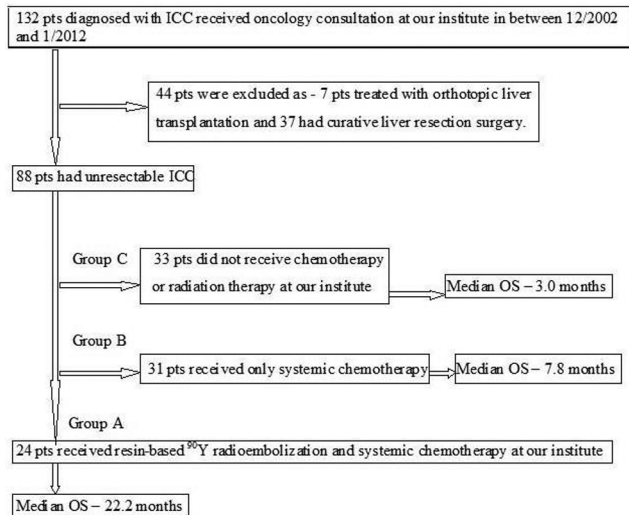 132 pts diagnosed with ICC received oncology consultation at our institute in between 12/2002
and 1/2012
44 pts were excluded as - 7 pts treated with orthotopic liver
transplantation and 37 had curative liver resection surgery.
88 pts had unresectable ICC
Group C
33 pts did not receive chemotherapy
or radiation therapy at our institute
Median OS – 3.0 months
Group B
31 pts received only systemic chemotherapy
Median OS – 7.8 months
Group A
24 pts received resin-based ⁹⁰Y radioembolization and systemic chemotherapy at our institute
Median OS – 22.2 months